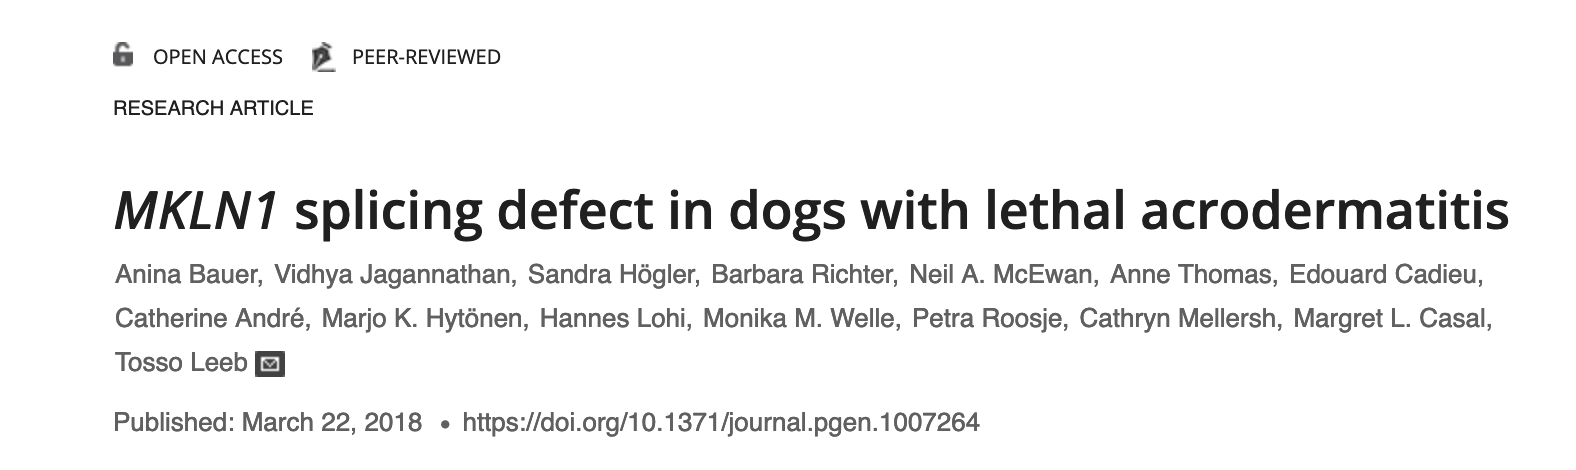 OPEN ACCESS PEER-REVIEWED
RESEARCH ARTICLE
MKLN1 splicing defect in dogs with lethal acrodermatitis
Anina Bauer, Vidhya Jagannathan, Sandra Högler, Barbara Richter, Neil A. McEwan, Anne Thomas, Edouard Cadieu,
Catherine André, Marjo K. Hytönen, Hannes Lohi, Monika M. Welle, Petra Roosje, Cathryn Mellersh, Margret L. Casal,
Tosso Leeb
Published: March 22, 2018 • https://doi.org/10.1371/journal.pgen.1007264